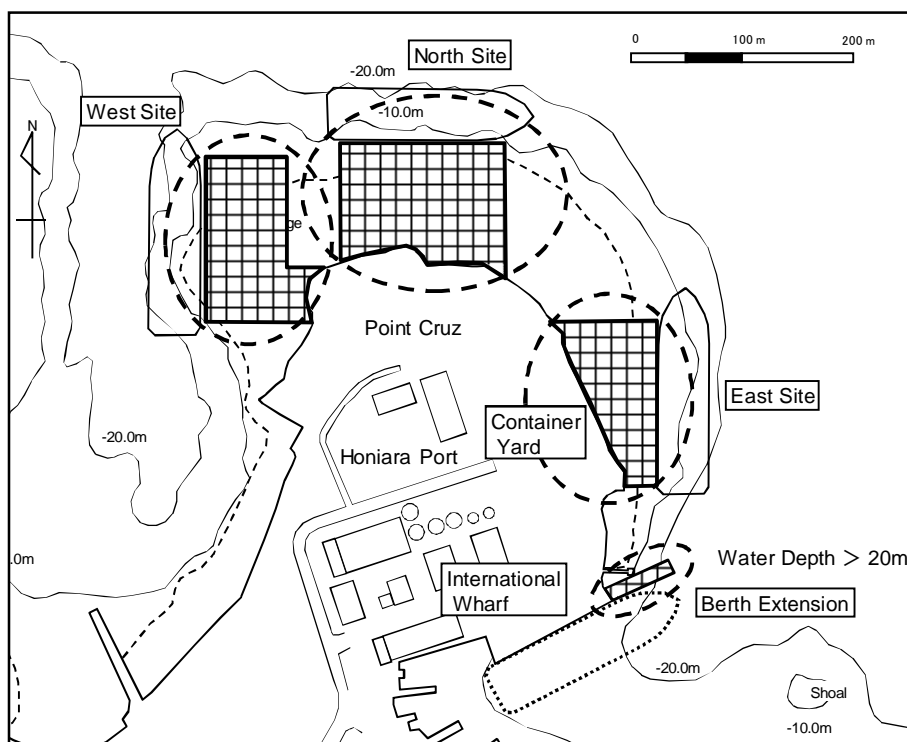 North Site
0
100 m
200 m
-20.0m
-10.0m
West Site
N
ge
Point Cruz
East Site
Container
Yard
-20.0m
Honiara Port
.0m
International
Wharf
Water Depth > 20m
Berth Extension
-20.0m
Shoal
-10.0m